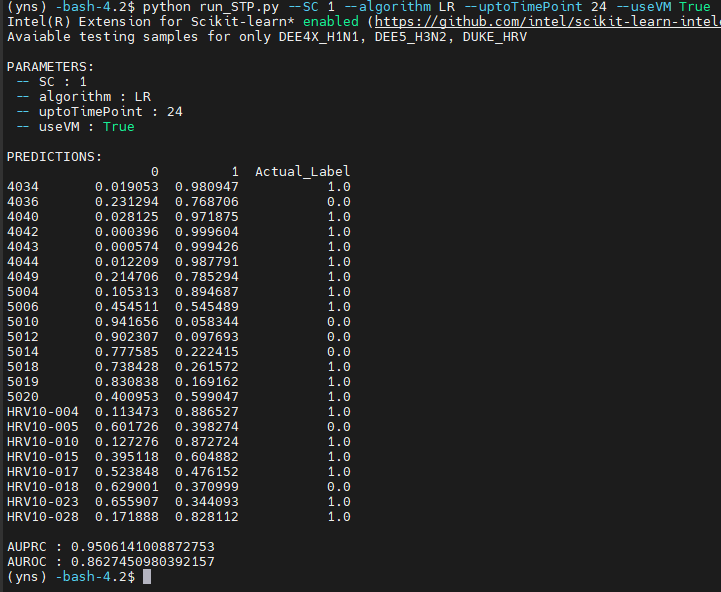 (yns) -bash-4.2$ python run_STP.py --SC 1 --algorithm LR --uptoTimePoint 24 --useVM True
Intel(R) Extension for Scikit-learn* enabled (https://github.com/intel/scikit-learn-intele
Avaiable testing samples for only DEE4X_H1N1, DEE5_H3N2, DUKE_HRV
PARAMETERS:
-- SC : 1
-- algorithm : LR
-- uptoTimePoint : 24
-- useVM : True
PREDICTIONS:
0 1 Actual_Label
4034 0.019053 0.980947 1.0
4036 0.231294 0.768706 0.0
4040 0.028125 0.971875 1.0
4042 0.000396 0.999604 1.0
4043 0.000574 0.999426 1.0
4044 0.012209 0.987791 1.0
4049 0.214706 0.785294 1.0
5004 0.105313 0.894687 1.0
5006 0.454511 0.545489 1.0
5010 0.941656 0.058344 0.0
5012 0.902307 0.097693 0.0
5014 0.777585 0.222415 0.0
5018 0.738428 0.261572 1.0
5019 0.830838 0.169162 1.0
5020 0.400953 0.599047 1.0
HRV10-004 0.113473 0.886527 1.0
HRV10-005 0.601726 0.398274 0.0
HRV10-010 0.127276 0.872724 1.0
HRV10-015 0.395118 0.604882 1.0
HRV10-017 0.523848 0.476152 1.0
HRV10-018 0.629001 0.370999 0.0
HRV10-023 0.655907 0.344093 1.0
HRV10-028 0.171888 0.828112 1.0
AUPRC : 0.9506141008872753
AUROC : 0.8627450980392157
(yns) -bash-4.2$